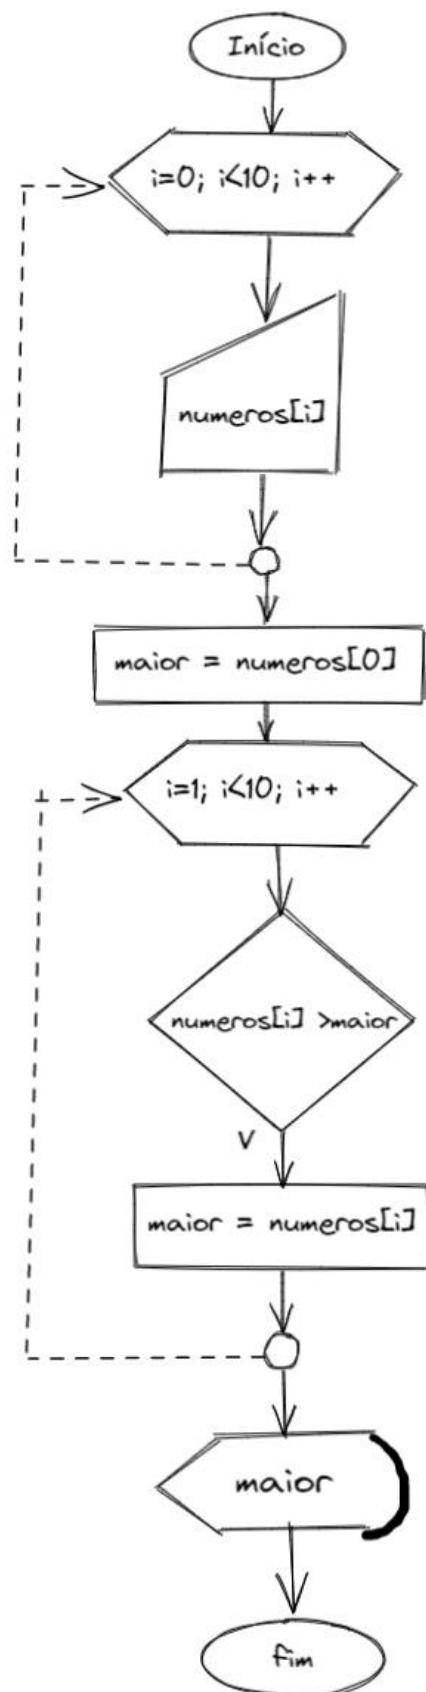 Início
i=0; i<10; i++
numeros[i]
maior = numeros[0]
i=1; i<10; i++
numeros[i] >maior
V
maior = numeros[i]
maior
fim